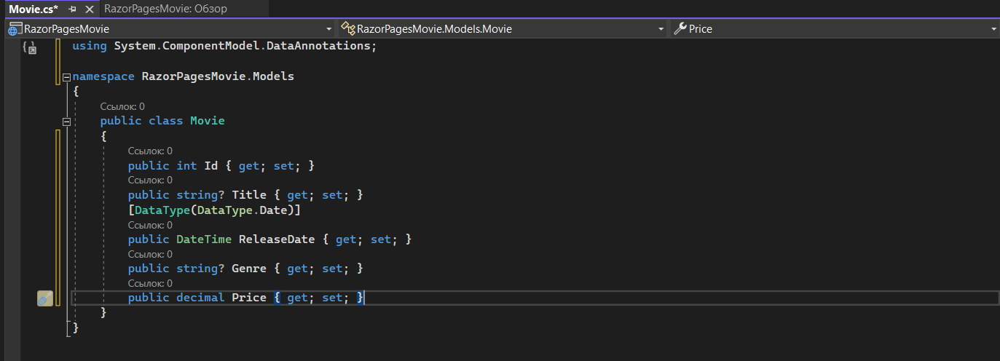 Movie.cs* RazorPagesMovie: Обзор
RazorPagesMovie RazorPagesMovie.Models.Movie Price
using System.ComponentModel.DataAnnotations;
namespace RazorPagesMovie.Models
{
Ссылок: 0
public class Movie
{
Ссылок: 0
public int Id { get; set; }
Ссылок: 0
public string? Title { get; set; }
[DataType(DataType.Date)]
Ссылок: 0
public DateTime ReleaseDate { get; set; }
Ссылок: 0
public string? Genre { get; set; }
Ссылок: 0
public decimal Price { get; set; }
}
}